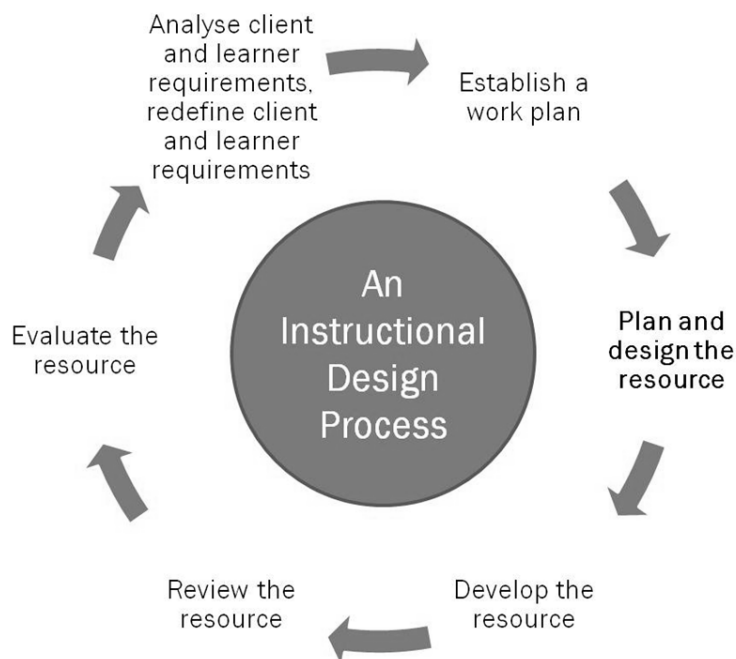 Analyse client
and learner
requirements,
redefine client
and learner
requirements
Establish a
work plan
Plan and
design the
resource
Develop the
resource
Review the
resource
Evaluate the
resource
An
Instructional
Design
Process